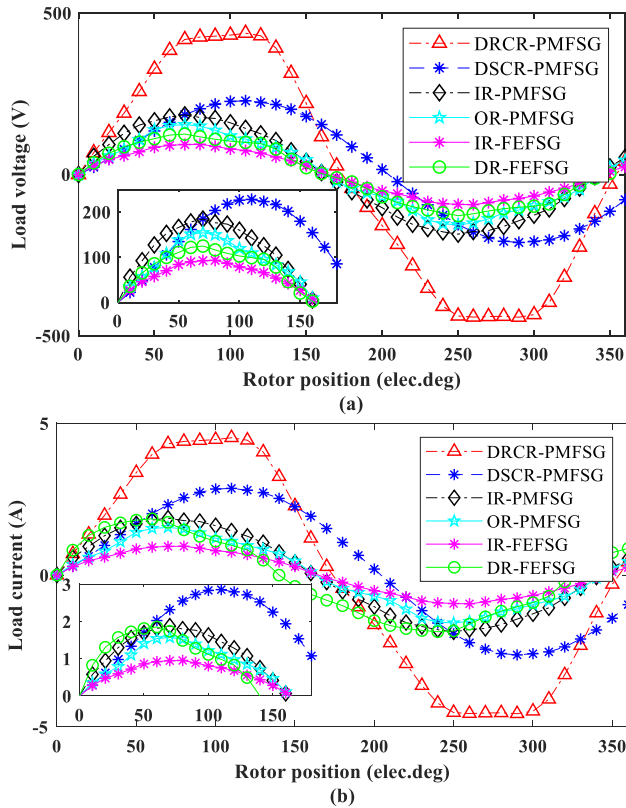 500
DRCR-PMFSG
DSCR-PMFSG
IR-PMFSG
OR-PMFSG
IR-FEFSG
DR-FEFSG
Load voltage (V)
0
200
100
0
0 50 100 150
-500
0 50 100 150 200 250 300 350
Rotor position (elec.deg)
(a)
5
DRCR-PMFSG
DSCR-PMFSG
IR-PMFSG
OR-PMFSG
IR-FEFSG
DR-FEFSG
Load current (A)
0
3
2
1
0
0 50 100 150
-5
0 50 100 150 200 250 300 350
Rotor position (elec.deg)
(b)